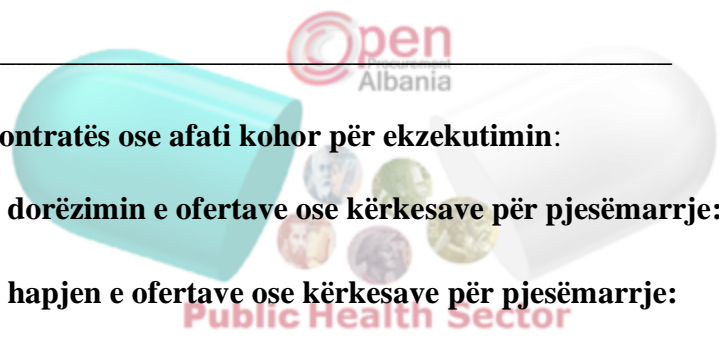 Open
Procurement
Albania
ontratës ose afati kohor për ekzekutimin:
dorëzimin e ofertave ose kërkesave për pjesëmarrje:
hapjen e ofertave ose kërkesave për pjesëmarrje:
Public Health Sector